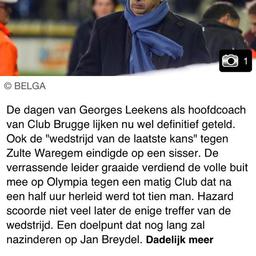 1
© BELGA
De dagen van Georges Leekens als hoofdcoach
van Club Brugge lijken nu wel definitief geteld.
Ook de "wedstrijd van de laatste kans" tegen
Zulte Waregem eindigde op een sisser. De
verrassende leider graaide verdiend de volle buit
mee op Olympia tegen een matig Club dat na
een half uur herleid werd tot tien man. Hazard
scoorde niet veel later de enige treffer van de
wedstrijd. Een doelpunt dat nog lang zal
nazinderen op Jan Breydel. Dadelijk meer